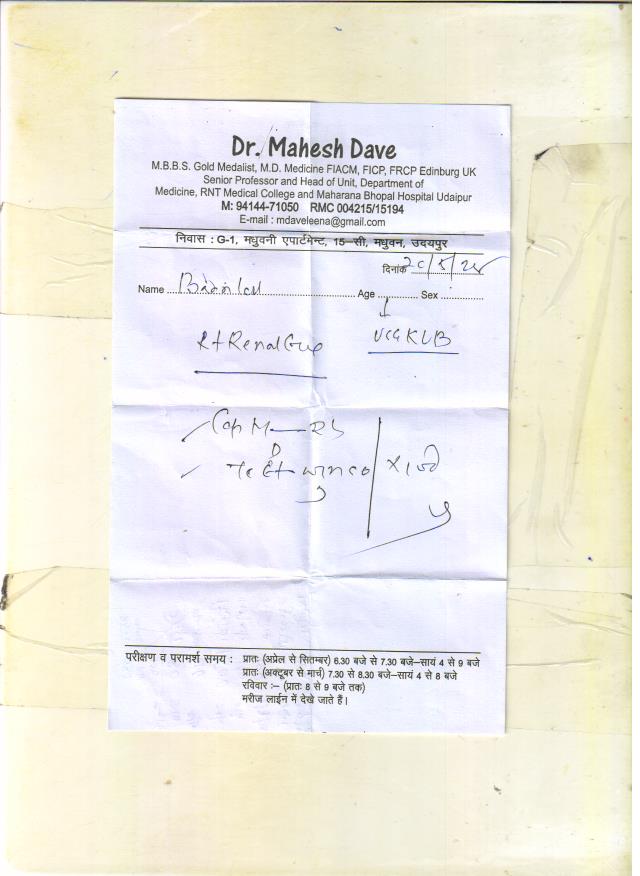 Dr. Mahesh Dave
M.B.B.S. Gold Medalist, M.D. Medicine FIACM, FICP, FRCP Edinburg UK
Senior Professor and Head of Unit, Department of
Medicine, RNT Medical College and Maharana Bhopal Hospital Udaipur
M: 94144-71050 RMC 004215/15194
E-mail : mdaveleena@gmail.com
निवास : G-1, मधुवनी एपार्टमेन्ट, 15–सी, मधुवन, उदयपुर
दिनांक
Name Age Sex
Rt Renal KUB
Cap
परीक्षण व परामर्श समय : प्रातः (अप्रेल से सितम्बर) 6.30 बजे से 7.30 बजे–सायं 4 से 9 बजे
प्रातः (अक्टूबर से मार्च) 7.30 से 8.30 बजे–सायं 4 से 8 बजे
रविवार :– (प्रातः 8 से 9 बजे तक)
मरीज लाईन में देखे जाते हैं।